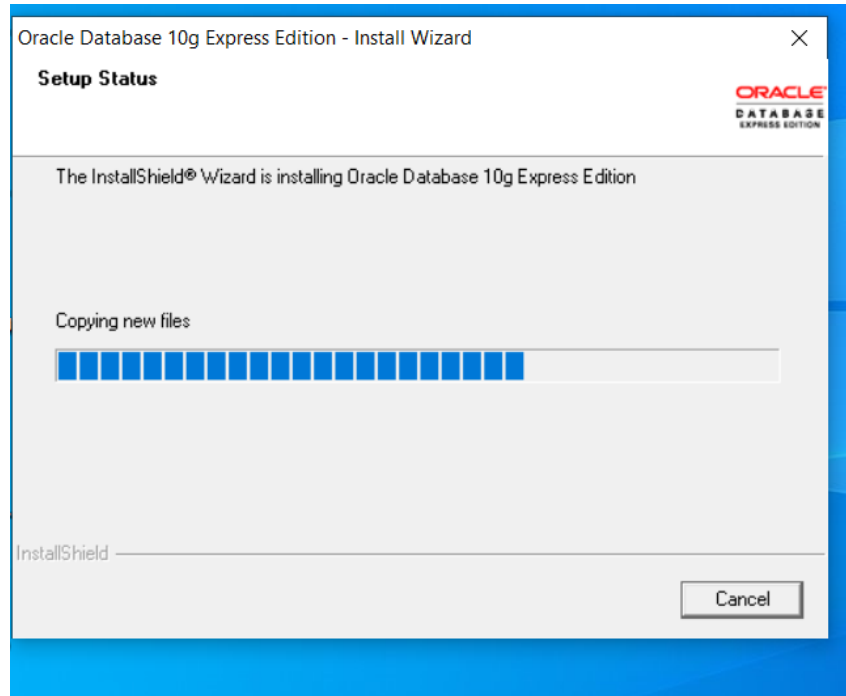 Oracle Database 10g Express Edition - Install Wizard
Setup Status
ORACLE
DATABASE
EXPRESS EDITION
The InstallShield® Wizard is installing Oracle Database 10g Express Edition
Copying new files
InstallShield
Cancel